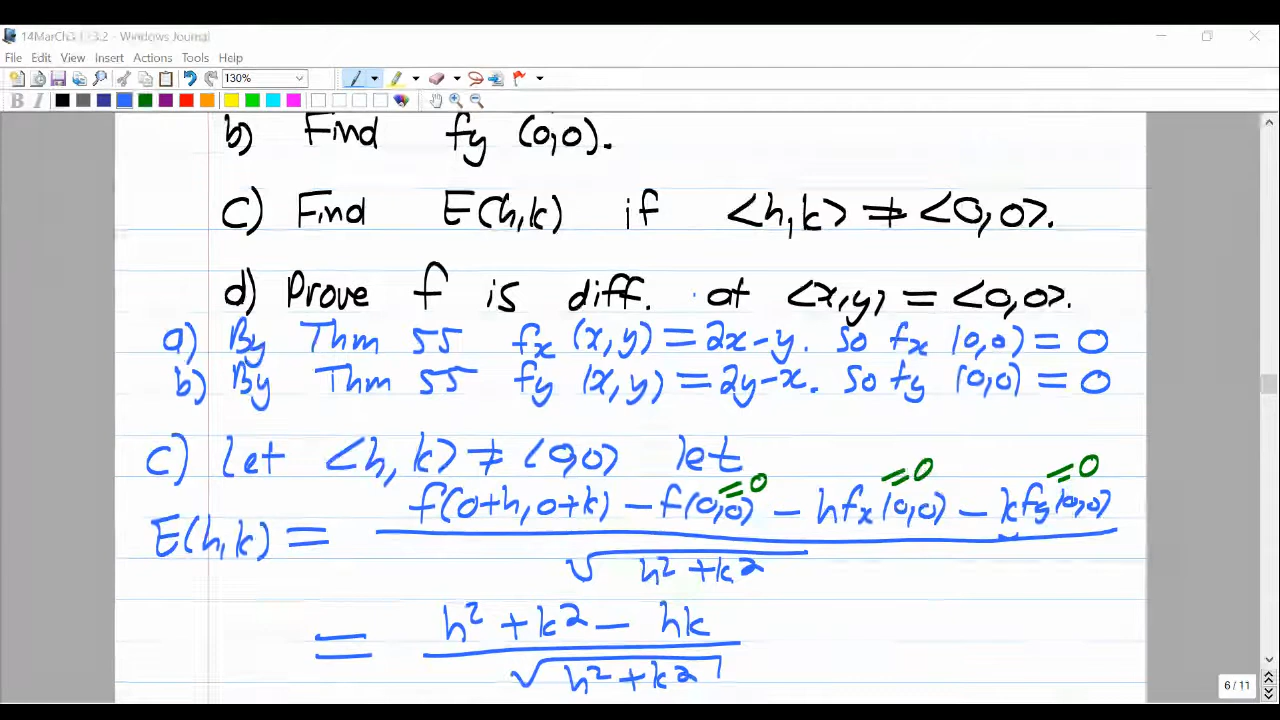 14MarCh3.1-3.2 - Windows Journal
File Edit View Insert Actions Tools Help
130%
B I
b) Find fy (0,0).
c) Find E(h,k) if <h,k> ≠ <0,0>.
d) Prove f is diff. at <x,y> = <0,0>.
a) By Thm 55 fx (x,y) = 2x-y. So fx (0,0) = 0
b) By Thm 55 fy (x,y) = 2y-x. So fy (0,0) = 0
c) Let <h,k> ≠ <0,0> let
=0 =0 =0
f(0+h,0+k) - f(0,0) - hfx(0,0) - kfy(0,0)
E(h,k) =
√h²+k²
= h²+k²-hk
√h²+k²
6 / 11